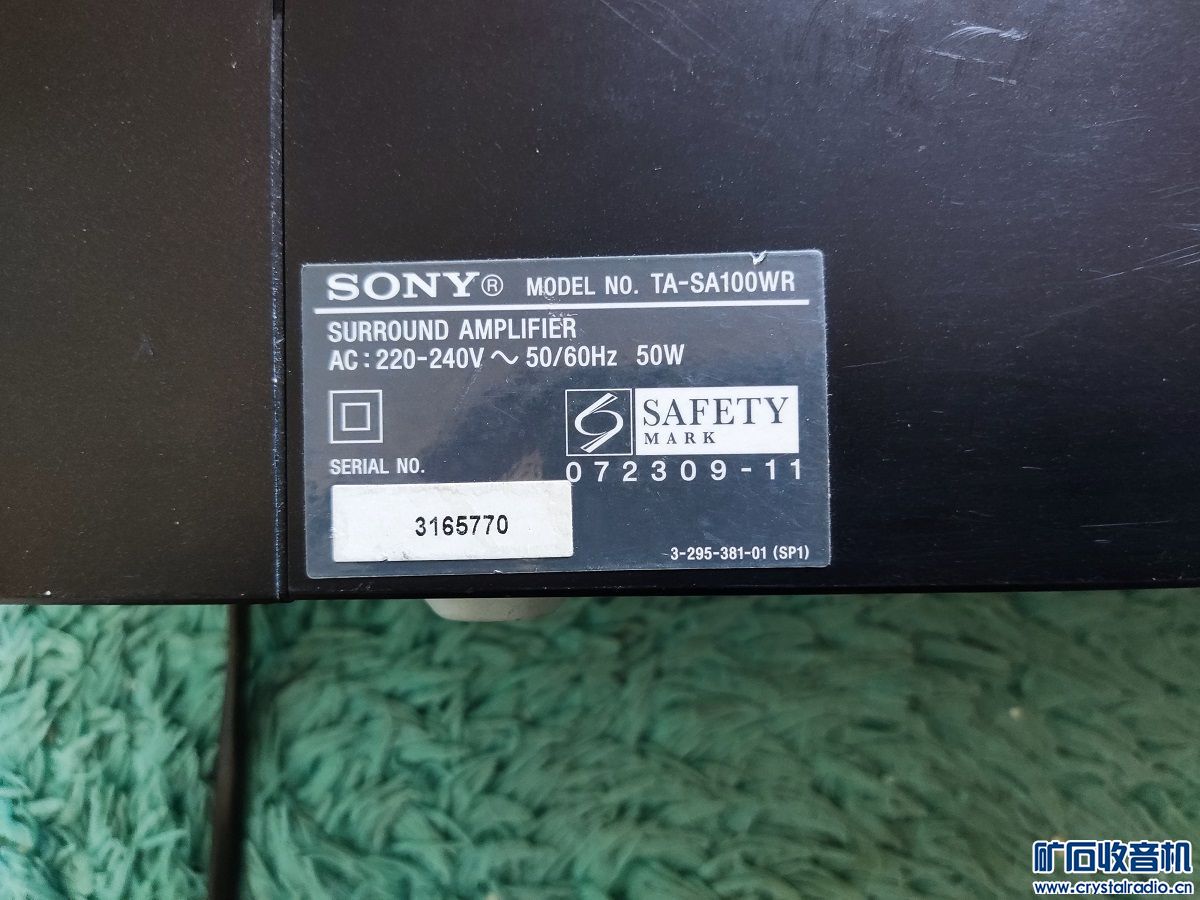 SONY® MODEL NO. TA-SA100WR
SURROUND AMPLIFIER
AC : 220-240V ~ 50/60Hz 50W
SAFETY
MARK
072309-11
SERIAL NO.
3165770
3-295-381-01 (SP1)
矿石收音机
www.crystalradio.cn